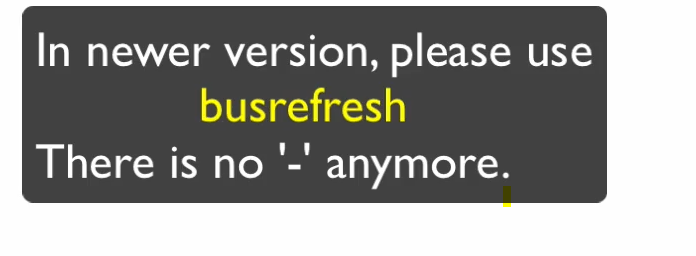 In newer version, please use
busrefresh
There is no '-' anymore.